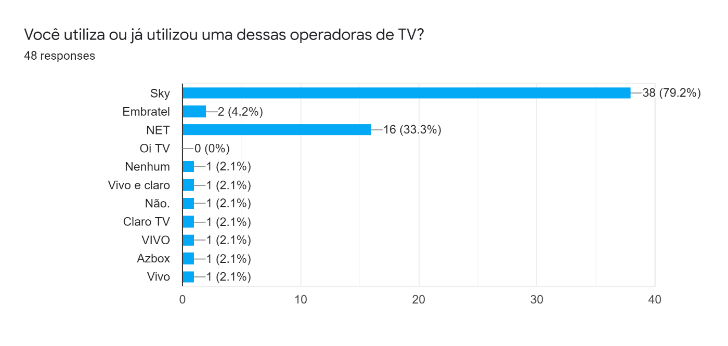 Você utiliza ou já utilizou uma dessas operadoras de TV?
48 responses
Sky 38 (79.2%)
Embratel 2 (4.2%)
NET 16 (33.3%)
Oi TV 0 (0%)
Nenhum 1 (2.1%)
Vivo e claro 1 (2.1%)
Não. 1 (2.1%)
Claro TV 1 (2.1%)
VIVO 1 (2.1%)
Azbox 1 (2.1%)
Vivo 1 (2.1%)
0 10 20 30 40